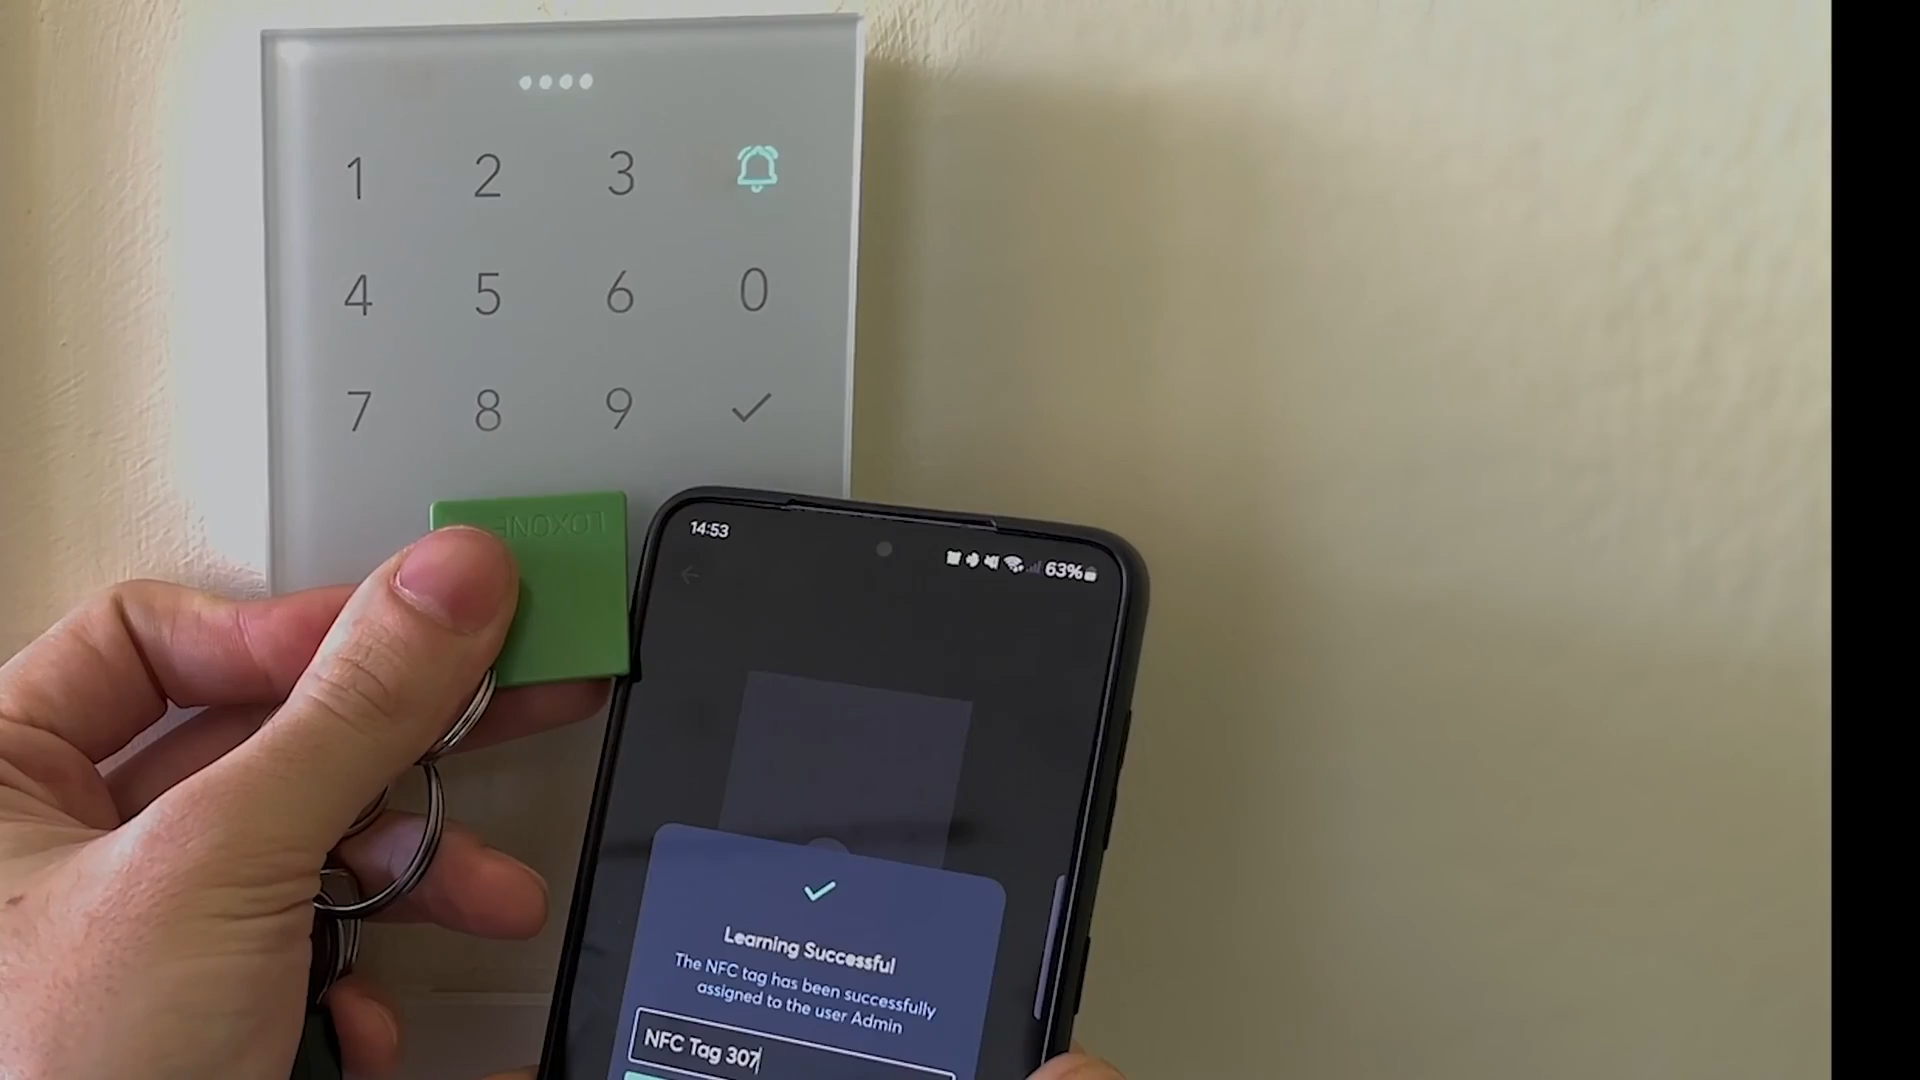 1 2 3
4 5 6 0
7 8 9
LOXONE
14:53
63%
Learning Successful
The NFC tag has been successfully
assigned to the user Admin
NFC Tag 307